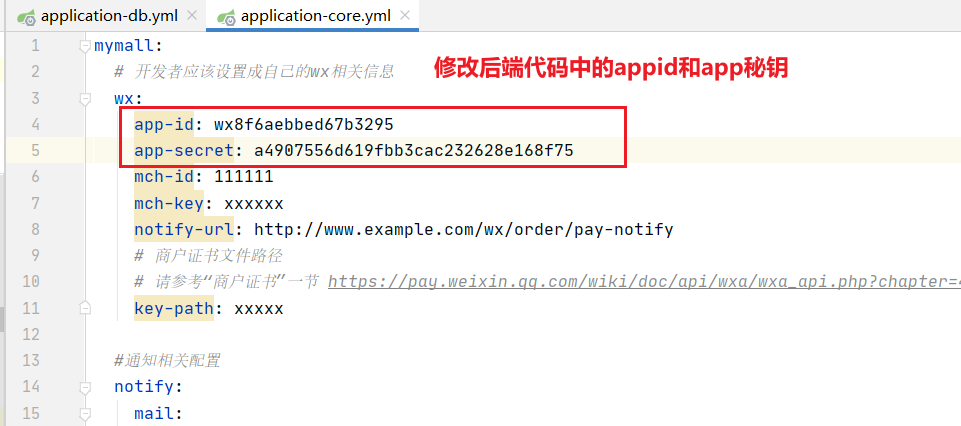 application-db.yml
application-core.yml
1 mymall:
2 # 开发者应该设置成自己的wx相关信息 修改后端代码中的appid和app秘钥
3 wx:
4 app-id: wx8f6aebbed67b3295
5 app-secret: a4907556d619fbb3cac232628e168f75
6 mch-id: 111111
7 mch-key: xxxxxx
8 notify-url: http://www.example.com/wx/order/pay-notify
9 # 商户证书文件路径
10 # 请参考“商户证书”一节 https://pay.weixin.qq.com/wiki/doc/api/wxa/wxa_api.php?chapter=4
11 key-path: xxxxx
12
13 #通知相关配置
14 notify:
15 mail: